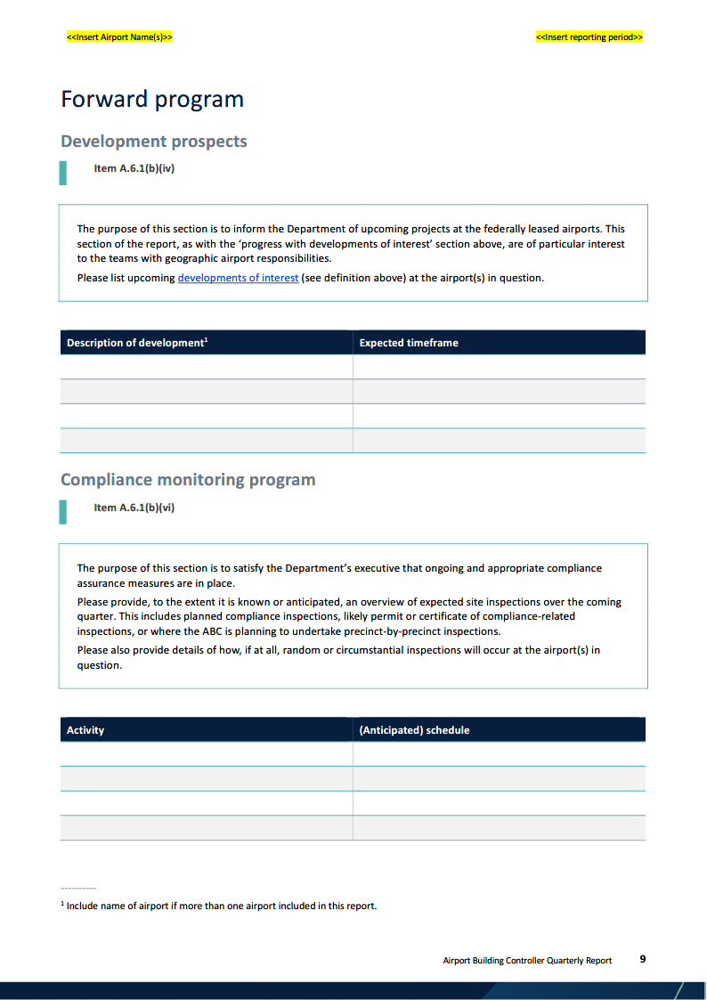 <<Insert Airport Name(s)>> <<Insert reporting period>>
Forward program
Development prospects
Item A.6.1(b)(iv)
The purpose of this section is to inform the Department of upcoming projects at the federally leased airports. This
section of the report, as with the ‘progress with developments of interest’ section above, are of particular interest
to the teams with geographic airport responsibilities.
Please list upcoming developments of interest (see definition above) at the airport(s) in question.
Description of development¹ Expected timeframe
Compliance monitoring program
Item A.6.1(b)(vi)
The purpose of this section is to satisfy the Department’s executive that ongoing and appropriate compliance
assurance measures are in place.
Please provide, to the extent it is known or anticipated, an overview of expected site inspections over the coming
quarter. This includes planned compliance inspections, likely permit or certificate of compliance-related
inspections, or where the ABC is planning to undertake precinct-by-precinct inspections.
Please also provide details of how, if at all, random or circumstantial inspections will occur at the airport(s) in
question.
Activity (Anticipated) schedule
----------
¹ Include name of airport if more than one airport included in this report.
Airport Building Controller Quarterly Report 9